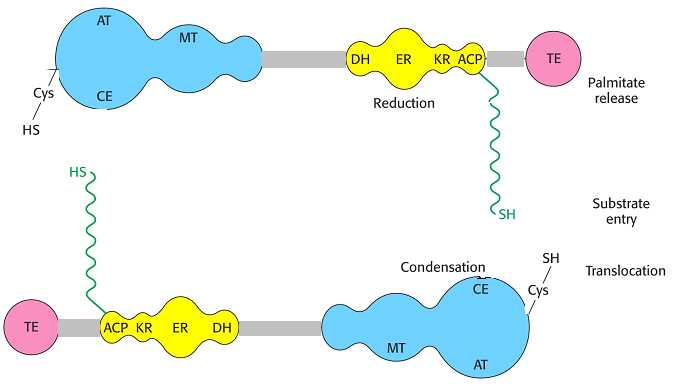 AT
MT
DH ER KR ACP
TE
Cys
CE
HS
Reduction
Palmitate
release
HS
SH
Substrate
entry
Condensation
SH
Translocation
CE
Cys
TE
ACP KR ER DH
MT
AT